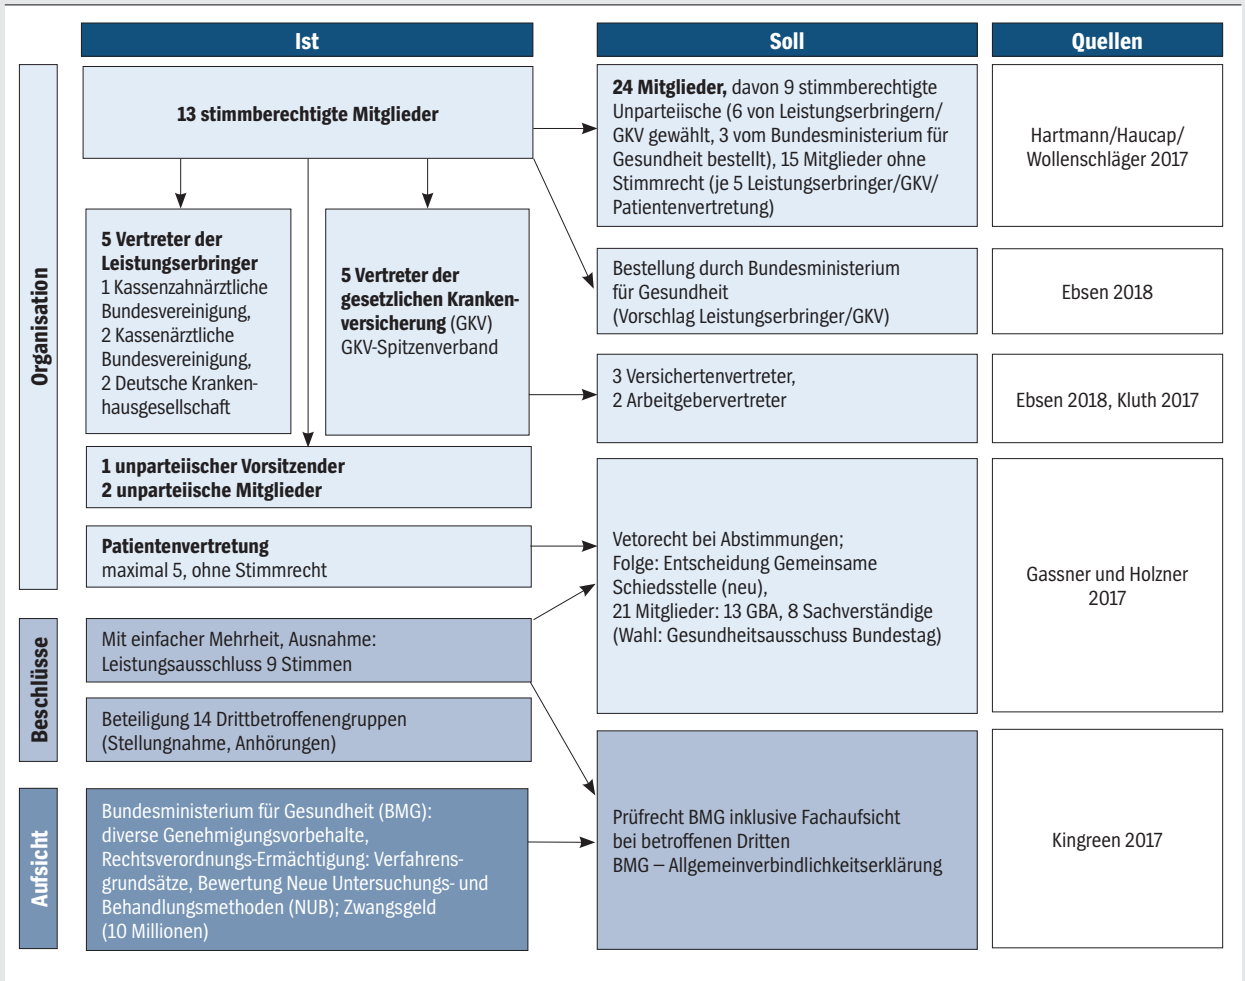 Ist
Soll
Quellen
Organisation
13 stimmberechtigte Mitglieder
5 Vertreter der
Leistungserbringer
1 Kassenzahnärztliche
Bundesvereinigung,
2 Kassenärztliche
Bundesvereinigung,
2 Deutsche Kranken-
hausgesellschaft
5 Vertreter der
gesetzlichen Kranken-
versicherung (GKV)
GKV-Spitzenverband
1 unparteiischer Vorsitzender
2 unparteiische Mitglieder
Patientenvertretung
maximal 5, ohne Stimmrecht
24 Mitglieder, davon 9 stimmberechtigte
Unparteiische (6 von Leistungserbringern/
GKV gewählt, 3 vom Bundesministerium für
Gesundheit bestellt), 15 Mitglieder ohne
Stimmrecht (je 5 Leistungserbringer/GKV/
Patientenvertretung)
Hartmann/Haucap/
Wollenschläger 2017
Bestellung durch Bundesministerium
für Gesundheit
(Vorschlag Leistungserbringer/GKV)
Ebsen 2018
3 Versichertenvertreter,
2 Arbeitgebervertreter
Ebsen 2018, Kluth 2017
Vetorecht bei Abstimmungen;
Folge: Entscheidung Gemeinsame
Schiedsstelle (neu),
21 Mitglieder: 13 GBA, 8 Sachverständige
(Wahl: Gesundheitsausschuss Bundestag)
Gassner und Holzner
2017
Beschlüsse
Mit einfacher Mehrheit, Ausnahme:
Leistungsausschluss 9 Stimmen
Beteiligung 14 Drittbetroffenengruppen
(Stellungnahme, Anhörungen)
Aufsicht
Bundesministerium für Gesundheit (BMG):
diverse Genehmigungsvorbehalte,
Rechtsverordnungs-Ermächtigung: Verfahrens-
grundsätze, Bewertung Neue Untersuchungs- und
Behandlungsmethoden (NUB); Zwangsgeld
(10 Millionen)
Prüfrecht BMG inklusive Fachaufsicht
bei betroffenen Dritten
BMG – Allgemeinverbindlichkeitserklärung
Kingreen 2017